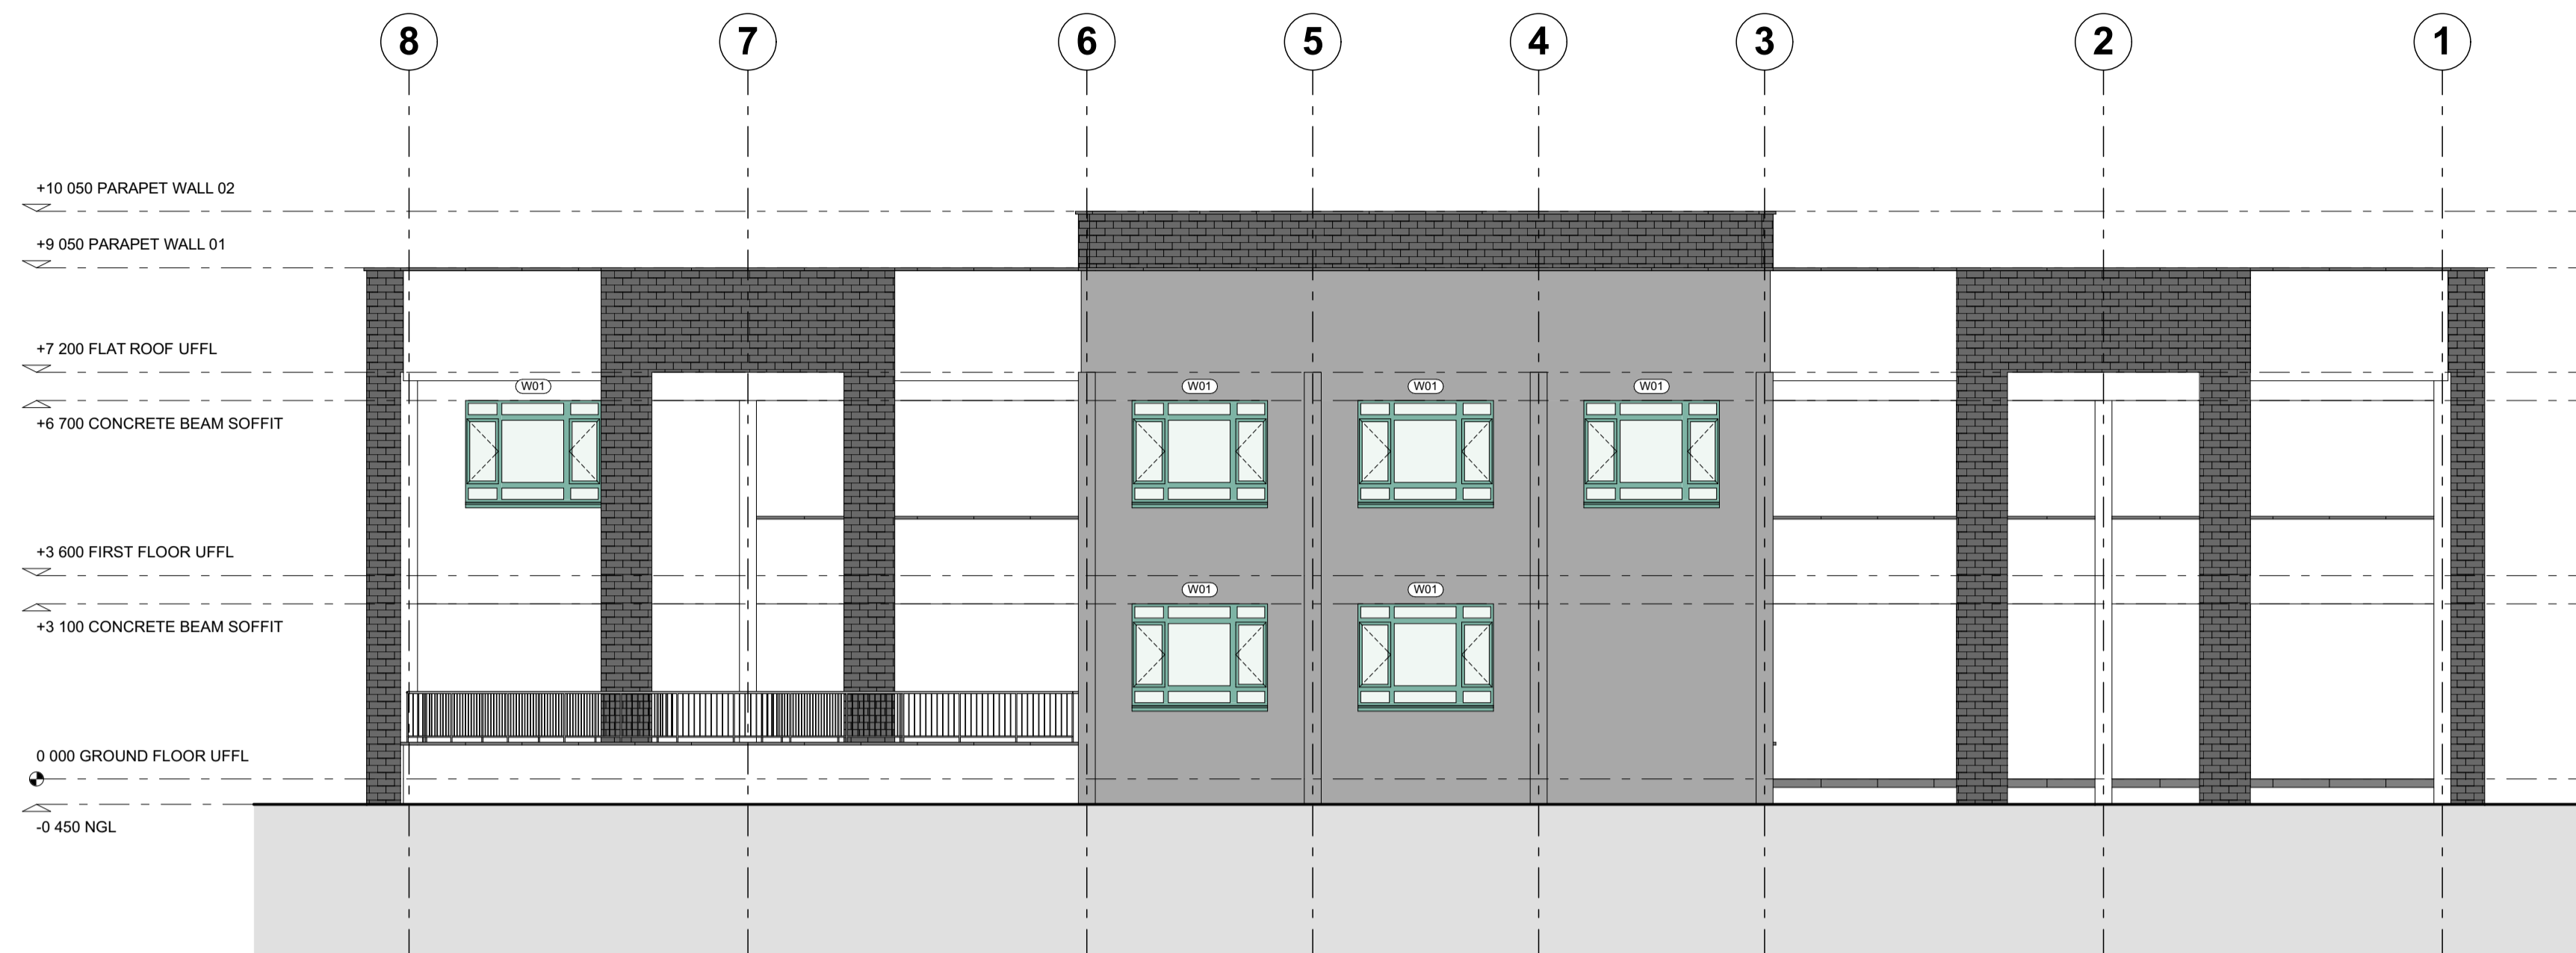 8 7 6 5 4 3 2 1
+10 050 PARAPET WALL 02
+9 050 PARAPET WALL 01
+7 200 FLAT ROOF UFFL
W01 W01 W01 W01
+6 700 CONCRETE BEAM SOFFIT
+3 600 FIRST FLOOR UFFL
W01 W01
+3 100 CONCRETE BEAM SOFFIT
0 000 GROUND FLOOR UFFL
-0 450 NGL